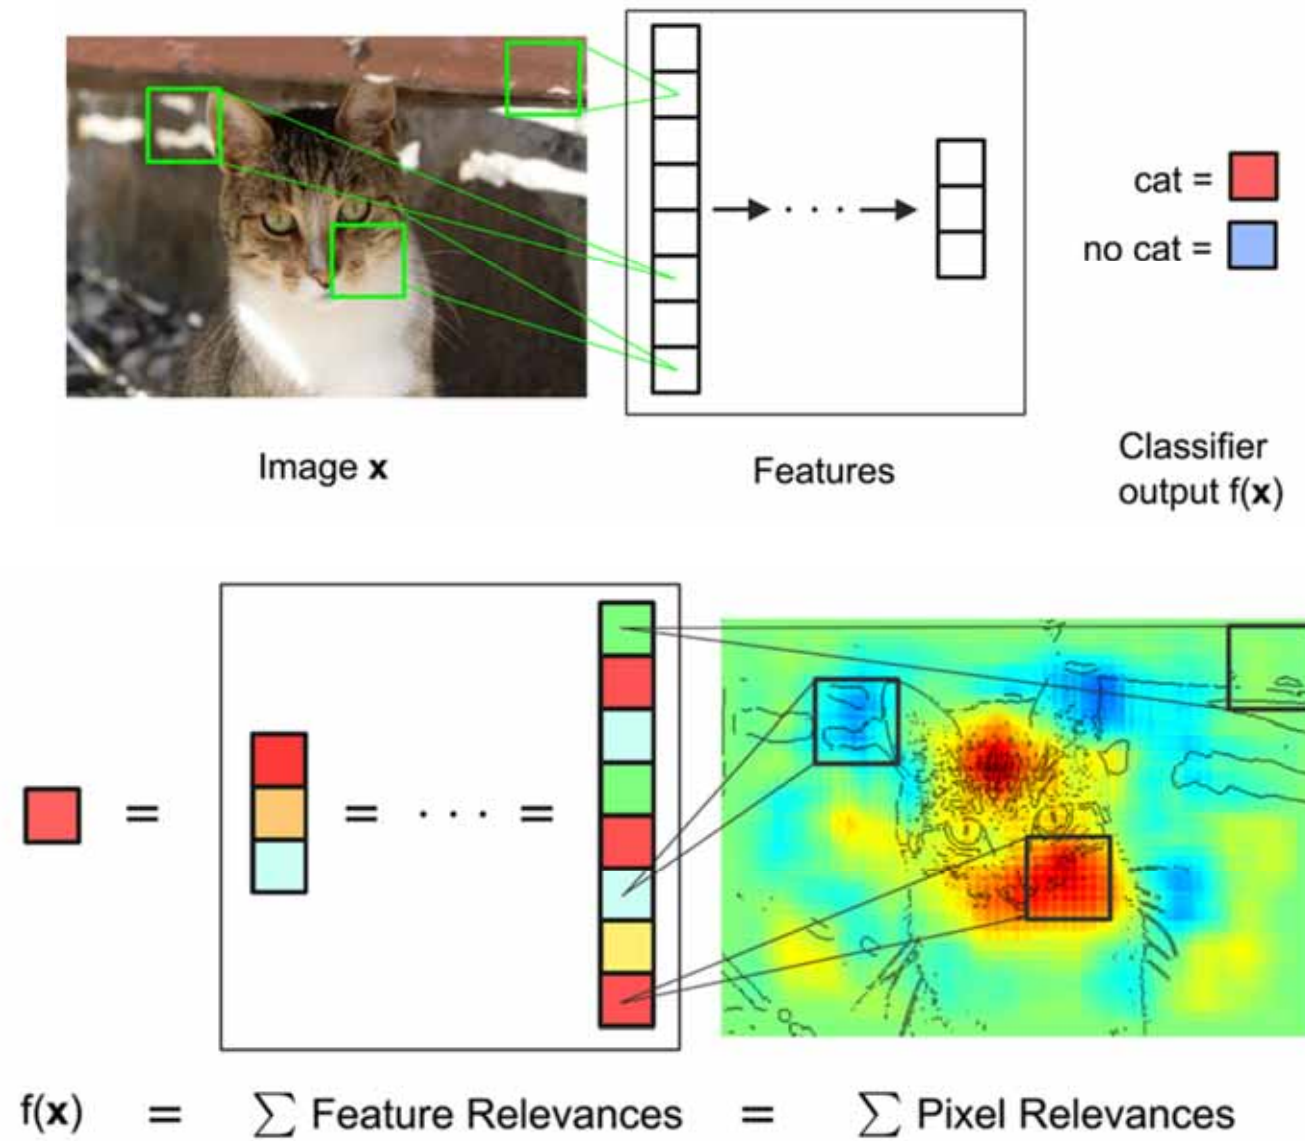 cat =
no cat =
Image x
Features
Classifier
output f(x)
= = · · · =
f(x) = ∑ Feature Relevances = ∑ Pixel Relevances